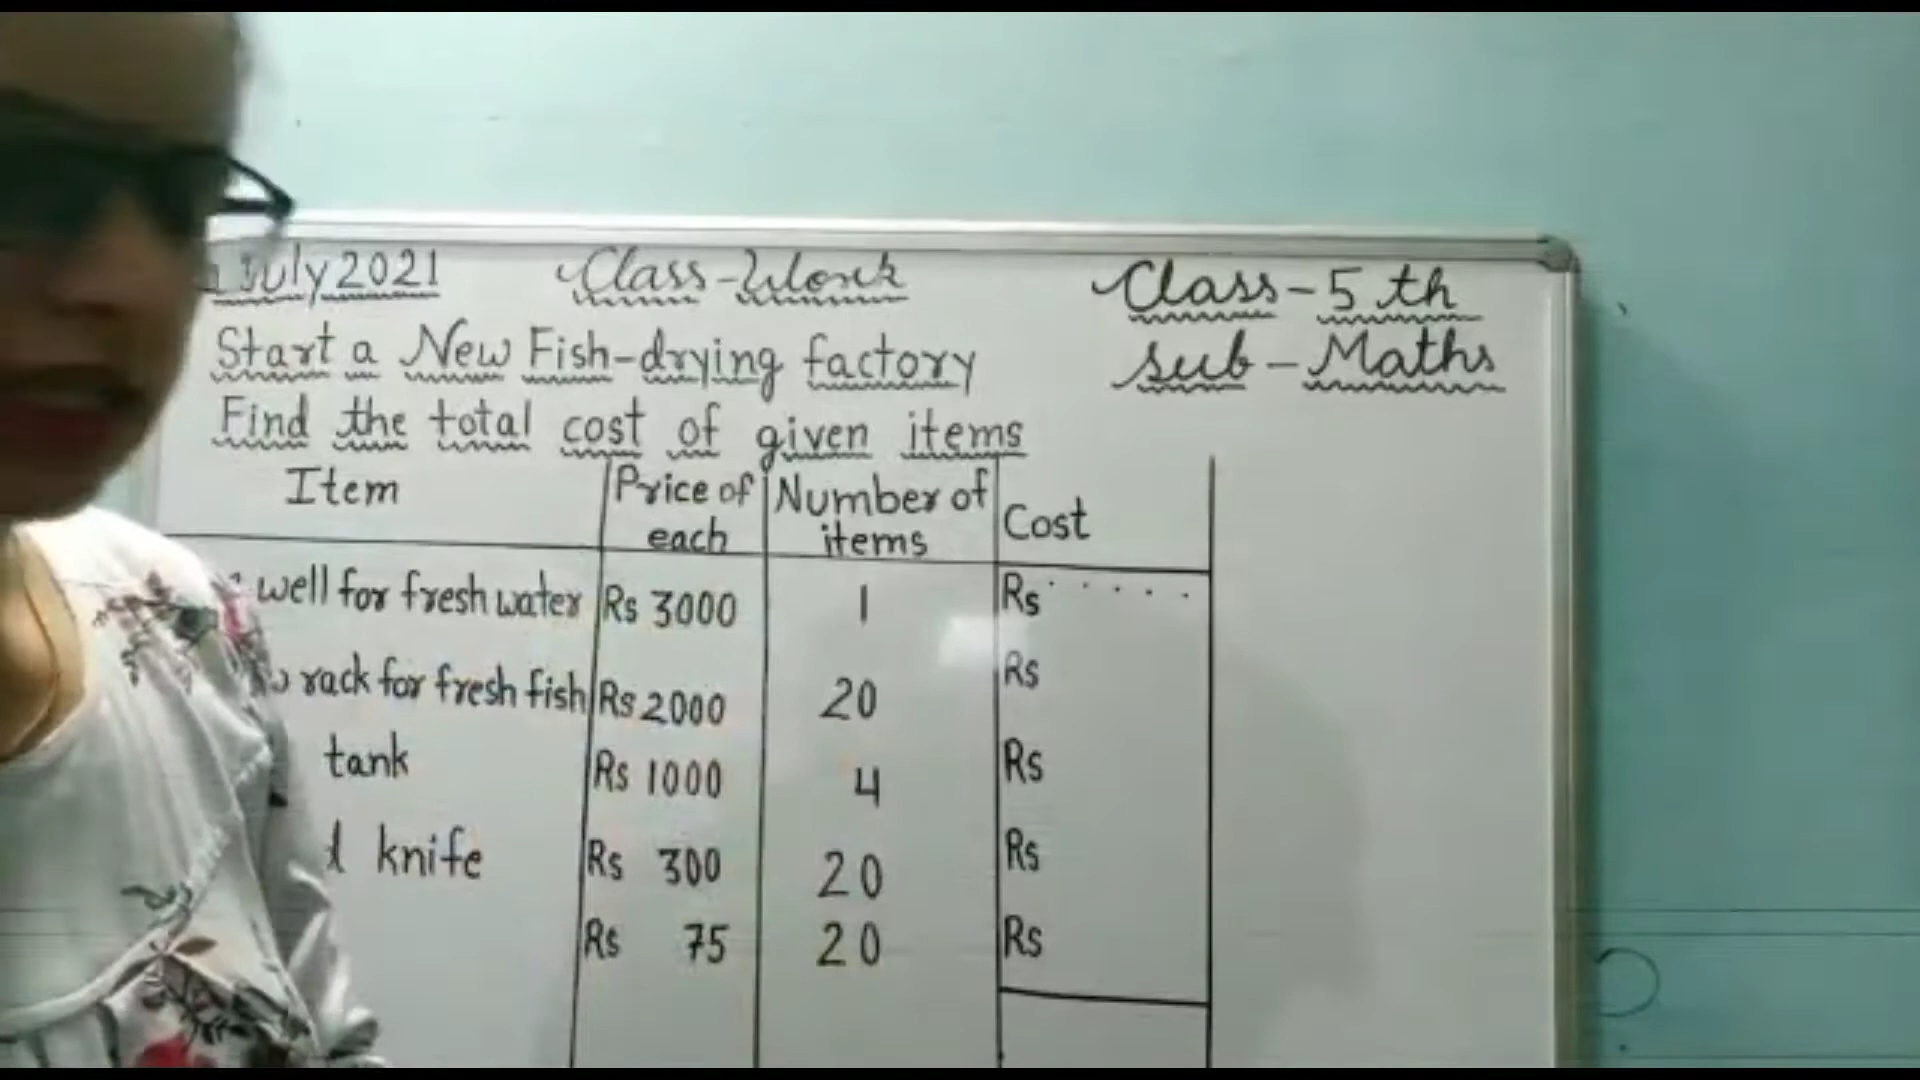 July 2021 Class-Work Class-5 th
Start a New Fish-drying factory Sub-Maths
Find the total cost of given items
Item Price of each Number of items Cost
well for fresh water Rs 3000 1 Rs . . . . .
rack for fresh fish Rs 2000 20 Rs
tank Rs 1000 4 Rs
knife Rs 300 20 Rs
Rs 75 20 Rs